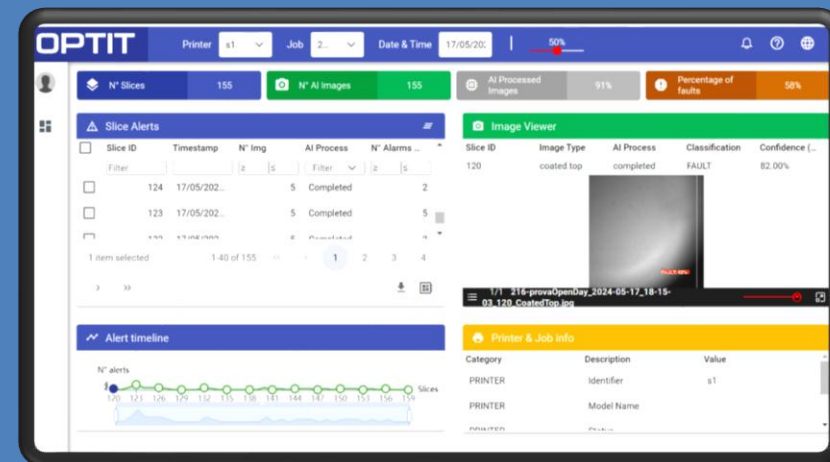 OPTIT
Printer s1 Job 2... Date & Time 17/05/20: 50%
N° Slices 155 N° AI Images 155 AI Processed Images 91% Percentage of faults 58%
Slice Alerts
Slice ID Timestamp N° Img AI Process N° Alarms ...
Filter ≥ ≤ Filter ≥ ≤
124 17/05/202... 5 Completed 2
123 17/05/202... 5 Completed 5
1 item selected 1-40 of 155 1 2 3 4
Image Viewer
Slice ID Image Type AI Process Classification Confidence (...
120 coated.top completed FAULT 82.00%
1/1 216-provaOpenDay_2024-05-17_18-15-
03_120_CoatedTop.jpg
Alert timeline
N° alerts
120 123 126 129 132 135 138 141 144 147 150 153 156 159 Slices
Printer & Job info
Category Description Value
PRINTER Identifier s1
PRINTER Model Name